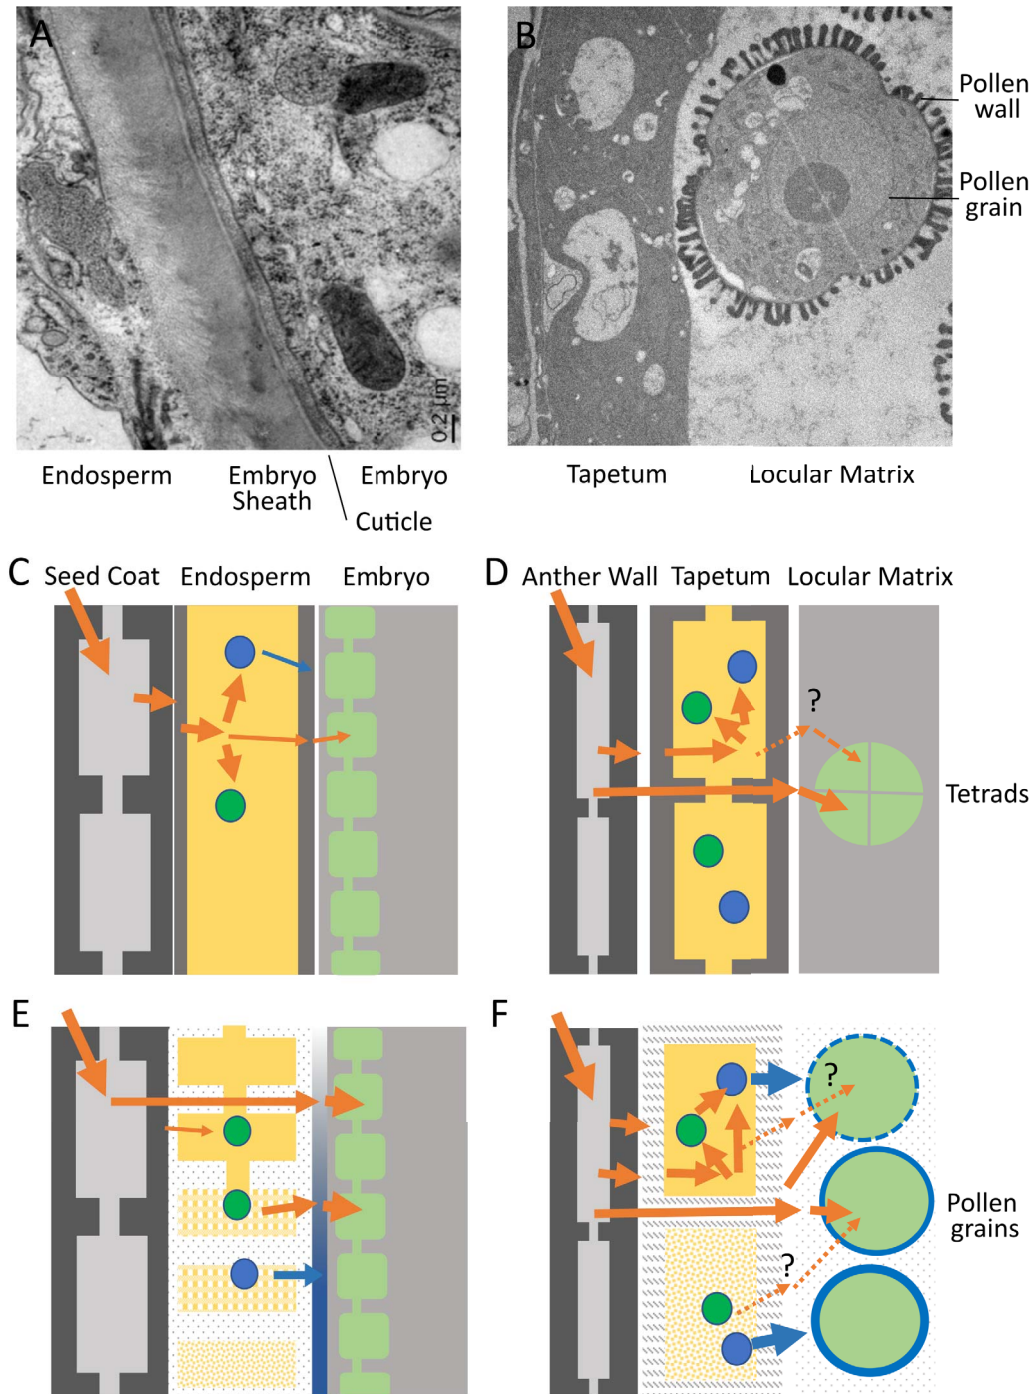 A
B
Pollen
wall
Pollen
grain
0.2 µm
Endosperm
Embryo
Sheath
Embryo
Cuticle
Tapetum
Locular Matrix
C
Seed Coat
Endosperm
Embryo
D
Anther Wall
Tapetum
Locular Matrix
?
Tetrads
E
F
?
Pollen
grains
?